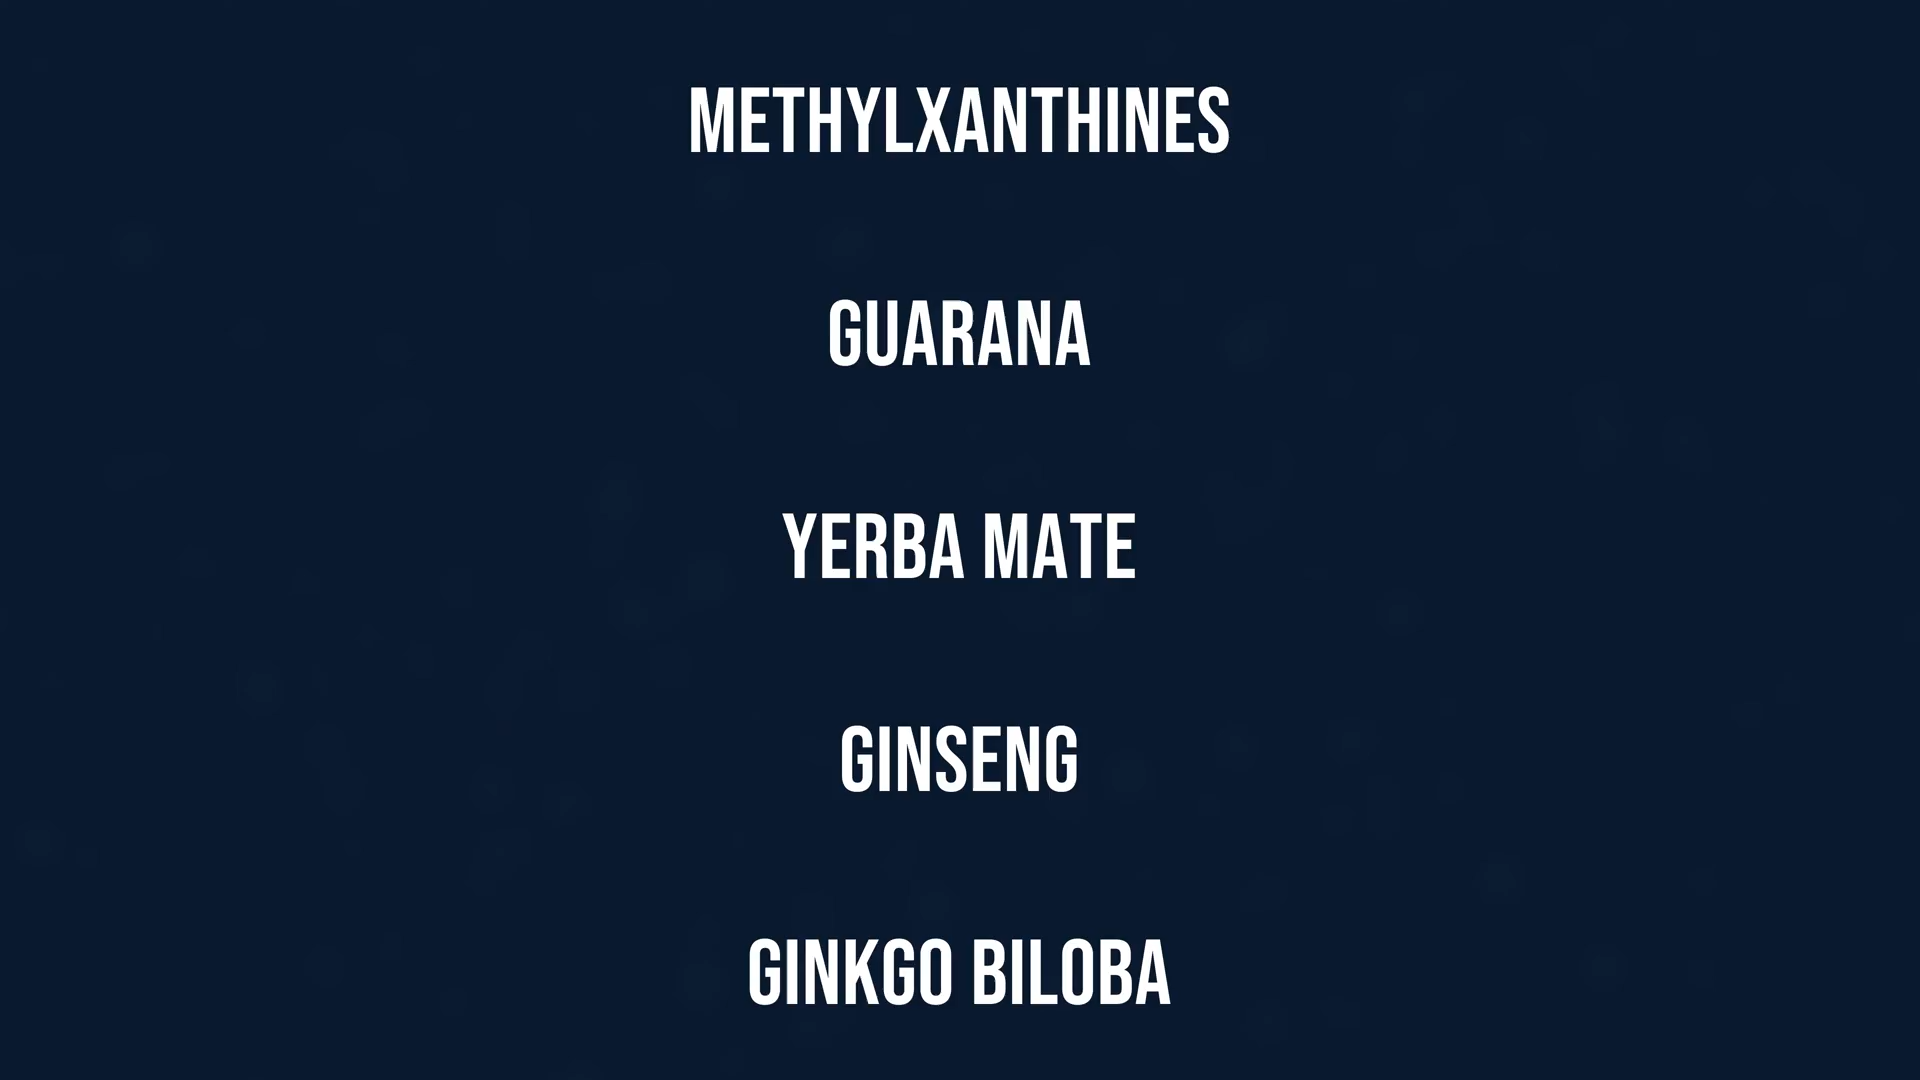 METHYLXANTHINES
GUARANA
YERBA MATE
GINSENG
GINKGO BILOBA